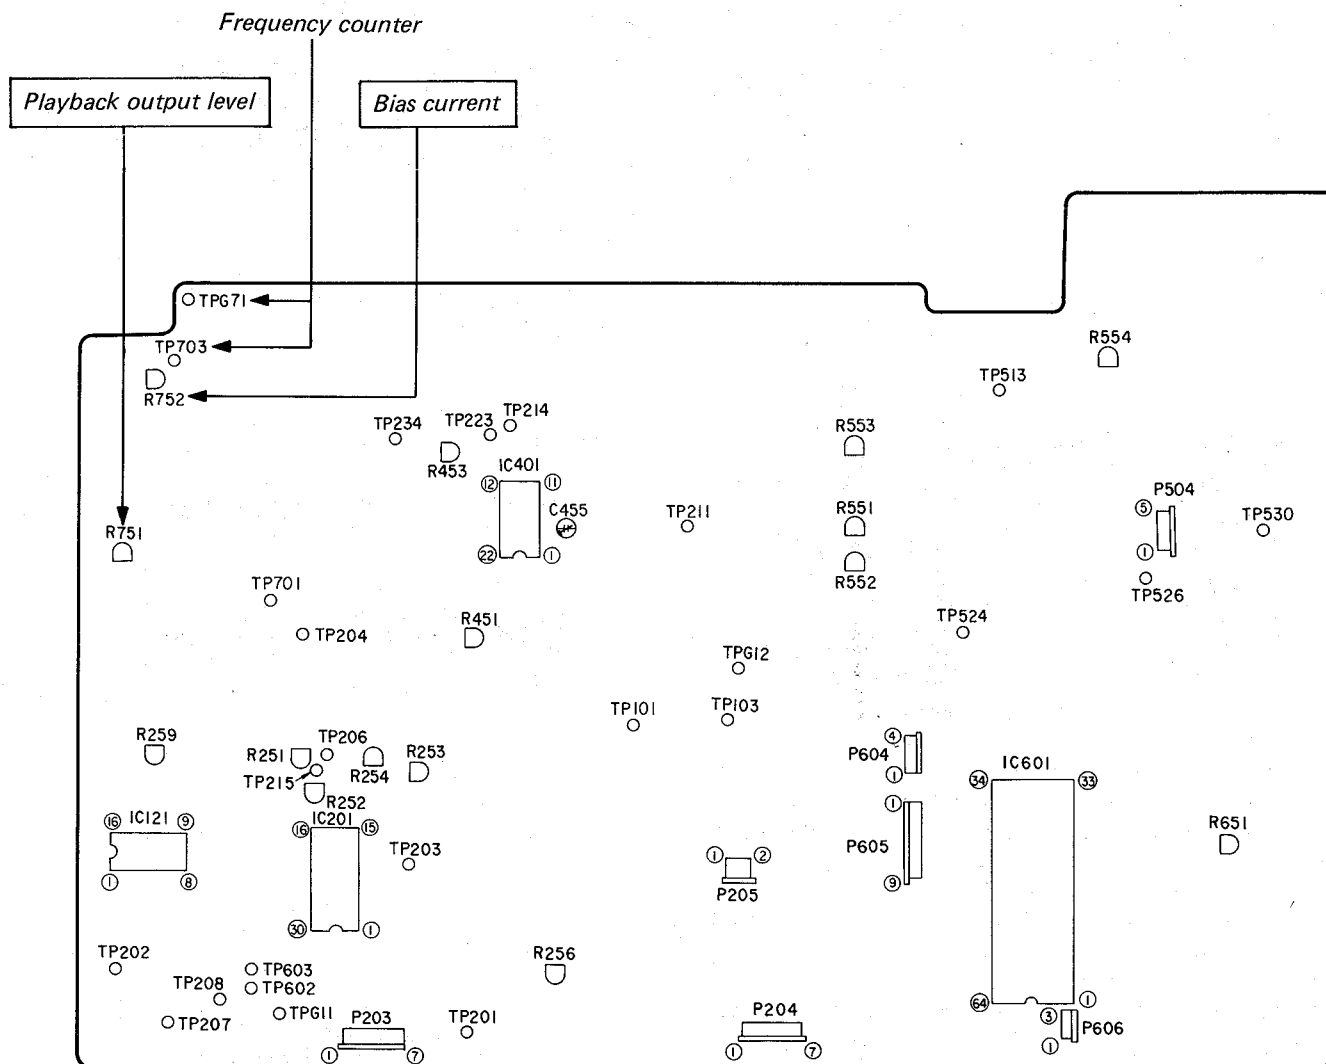 Frequency counter
Playback output level
Bias current
TPG71
TP703
R752
R554
TP513
TP234
TP223
TP214
R553
R453
IC401
12
11
C455
22
1
TP211
R551
R552
P504
5
1
TP530
TP526
R751
TP701
TP204
R451
TP524
TPG12
TP101
TP103
R259
R251
TP206
R253
TP215
R254
R252
P604
4
1
IC601
34
33
64
1
IC121
16
9
1
8
IC201
16
15
30
1
TP203
P605
1
9
R651
1
2
P205
TP202
TP208
TP603
TP602
TP207
TPG11
R256
P203
1
7
TP201
P204
1
7
3
P606
1